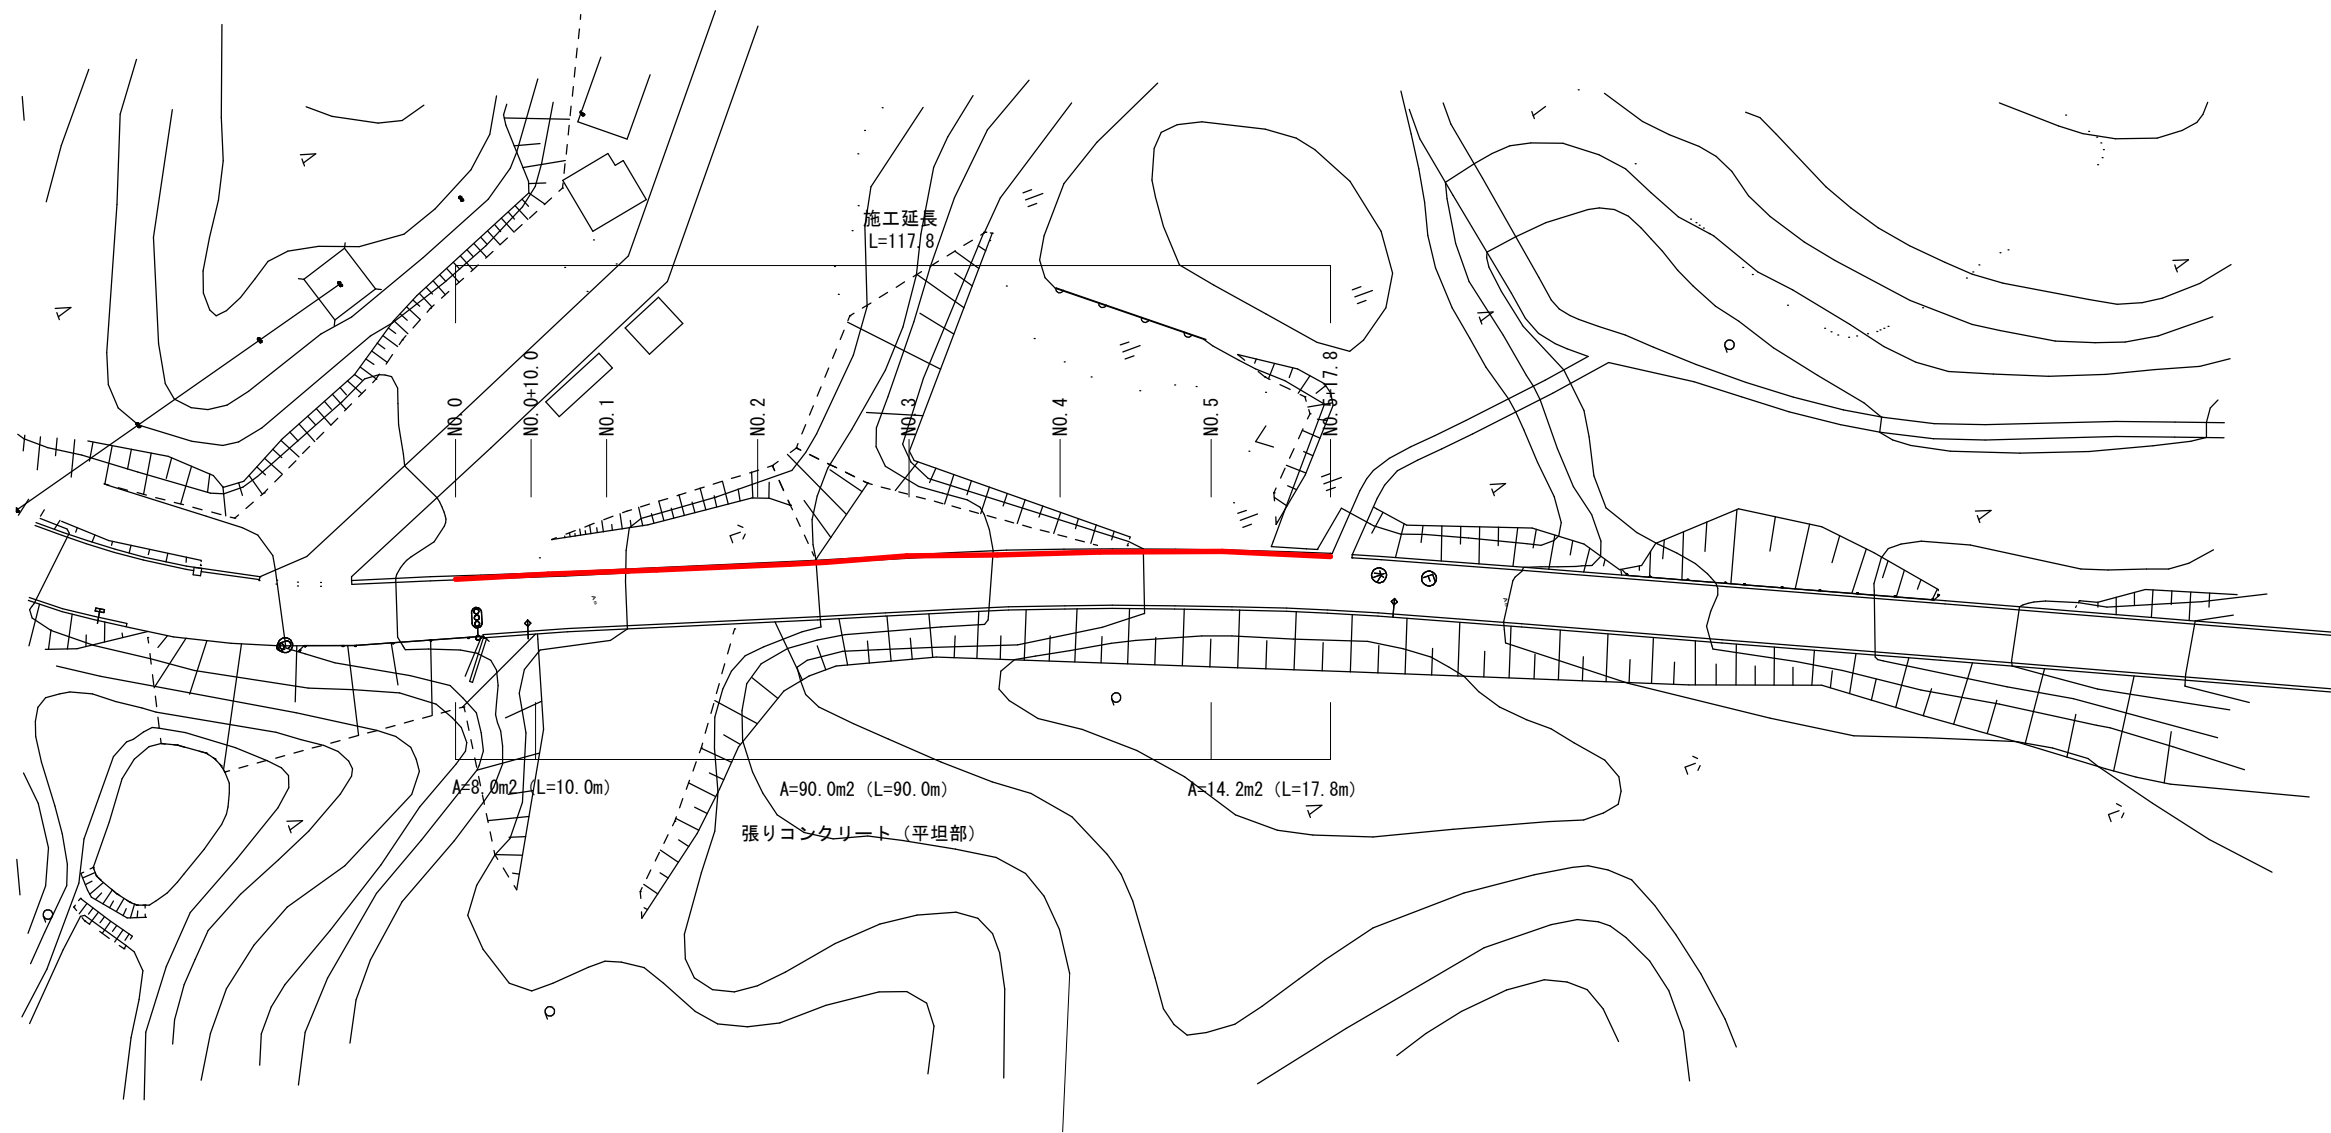 施工延長
L=117.8
NO.0
NO.0+10.0
NO.1
NO.2
NO.3
NO.4
NO.5
NO.5+17.8
A=8.0m2 (L=10.0m)
A=90.0m2 (L=90.0m)
A=14.2m2 (L=17.8m)
張りコンクリート（平坦部）